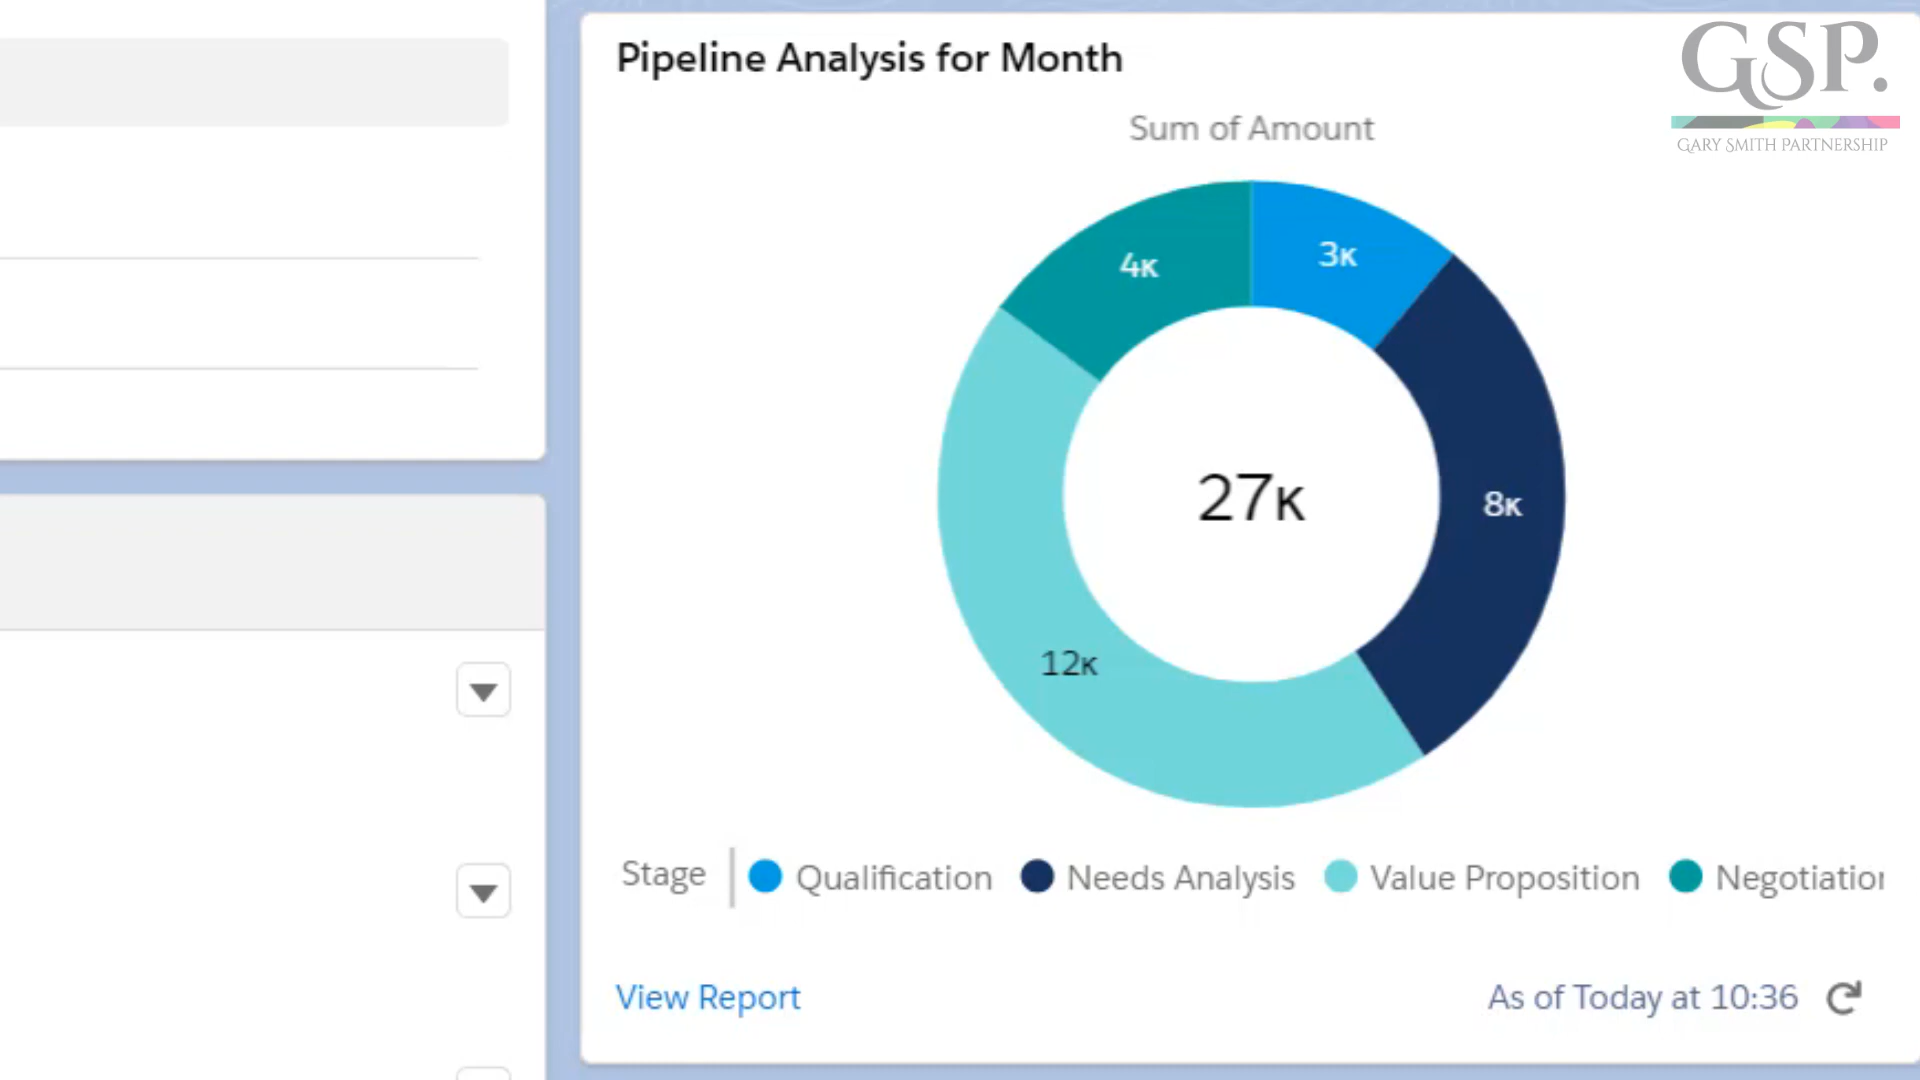 Pipeline Analysis for Month
GSP.
GARY SMITH PARTNERSHIP
Sum of Amount
4K
3K
27K
8K
12K
Stage
Qualification
Needs Analysis
Value Proposition
Negotiation
View Report
As of Today at 10:36